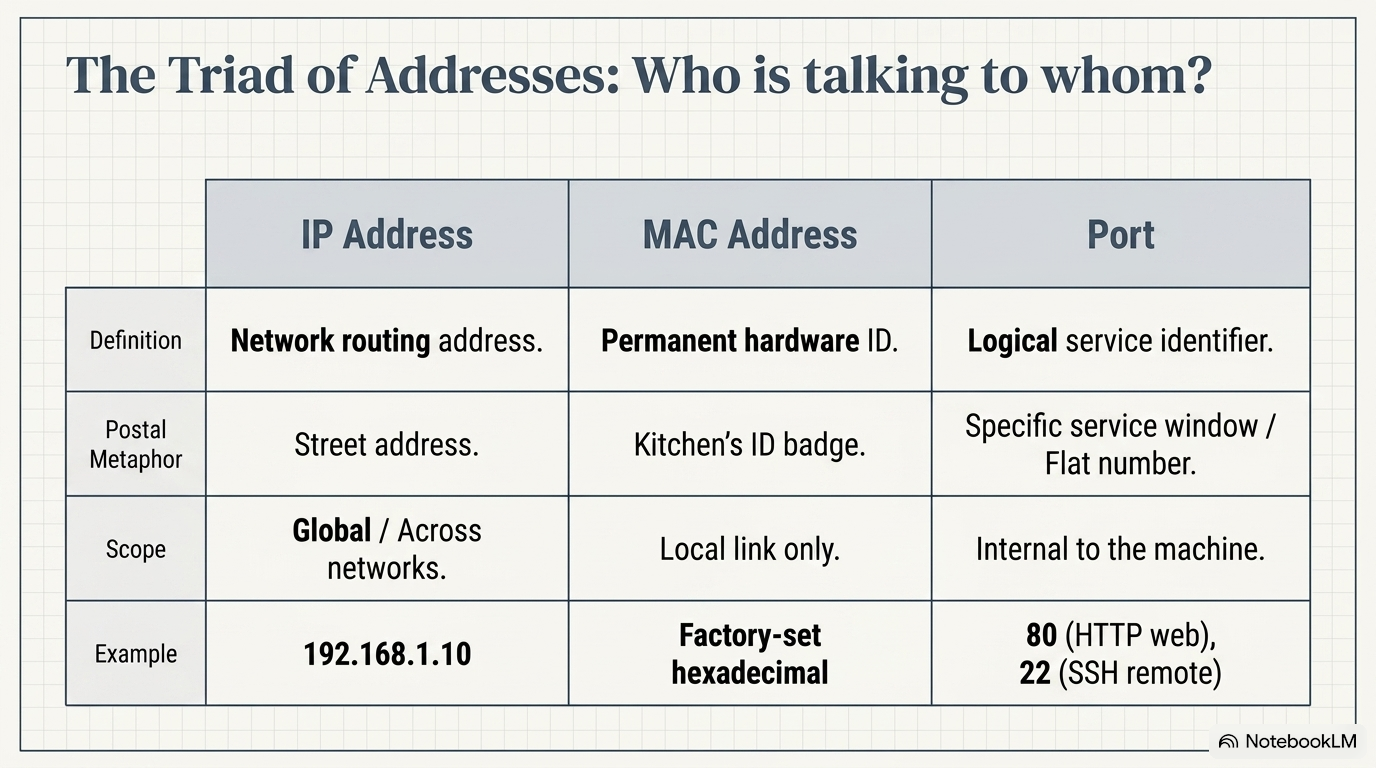 The Triad of Addresses: Who is talking to whom?
IP Address
MAC Address
Port
Definition
Network routing address.
Permanent hardware ID.
Logical service identifier.
Postal
Metaphor
Street address.
Kitchen's ID badge.
Specific service window /
Flat number.
Scope
Global / Across
networks.
Local link only.
Internal to the machine.
Example
192.168.1.10
Factory-set
hexadecimal
80 (HTTP web),
22 (SSH remote)
NotebookLM